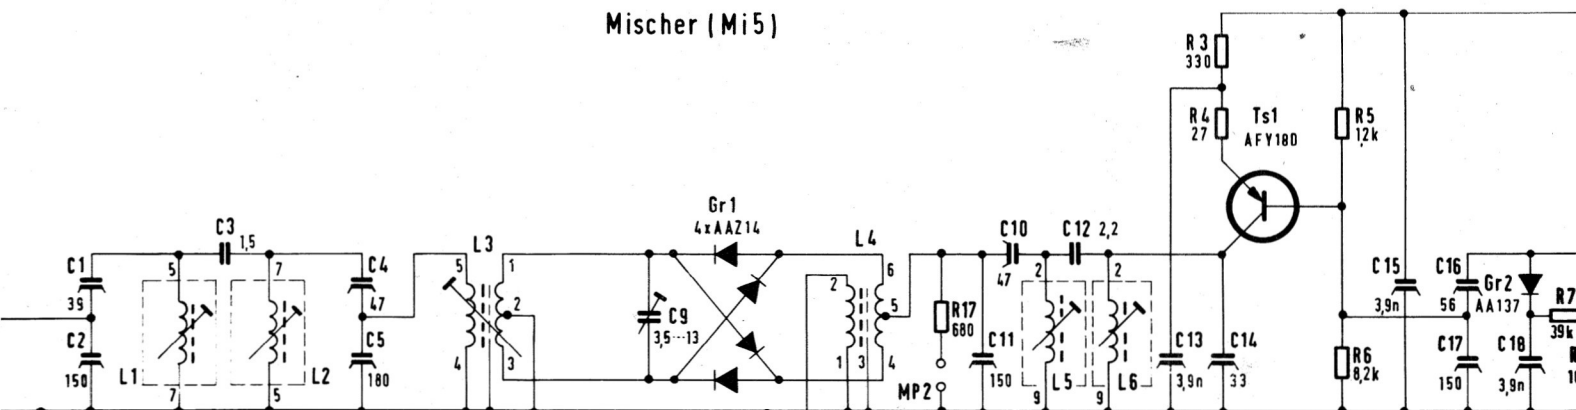 Mischer (Mi5)
R3
330
R4
27
Ts1
AFY18D
R5
1,2k
C3
1,5
C1
39
C2
150
5
7
L1
7
L2
5
C4
47
C5
180
L3
5
4
1
2
3
C9
3,5...13
Gr1
4xAAZ14
L4
2
1
3
6
5
4
R17
680
MP2
C10
47
C11
150
C12 2,2
2
L5
9
2
L6
9
C13
3,9n
C14
33
R6
8,2k
C15
3,9n
C16
56
C17
150
Gr2
AA137
C18
3,9n
R7
39k